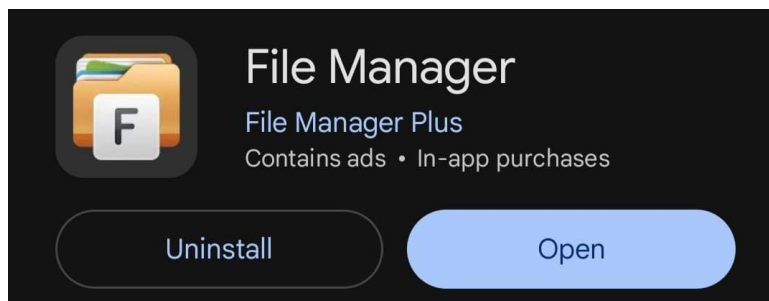 File Manager
File Manager Plus
Contains ads • In-app purchases
F
Uninstall
Open